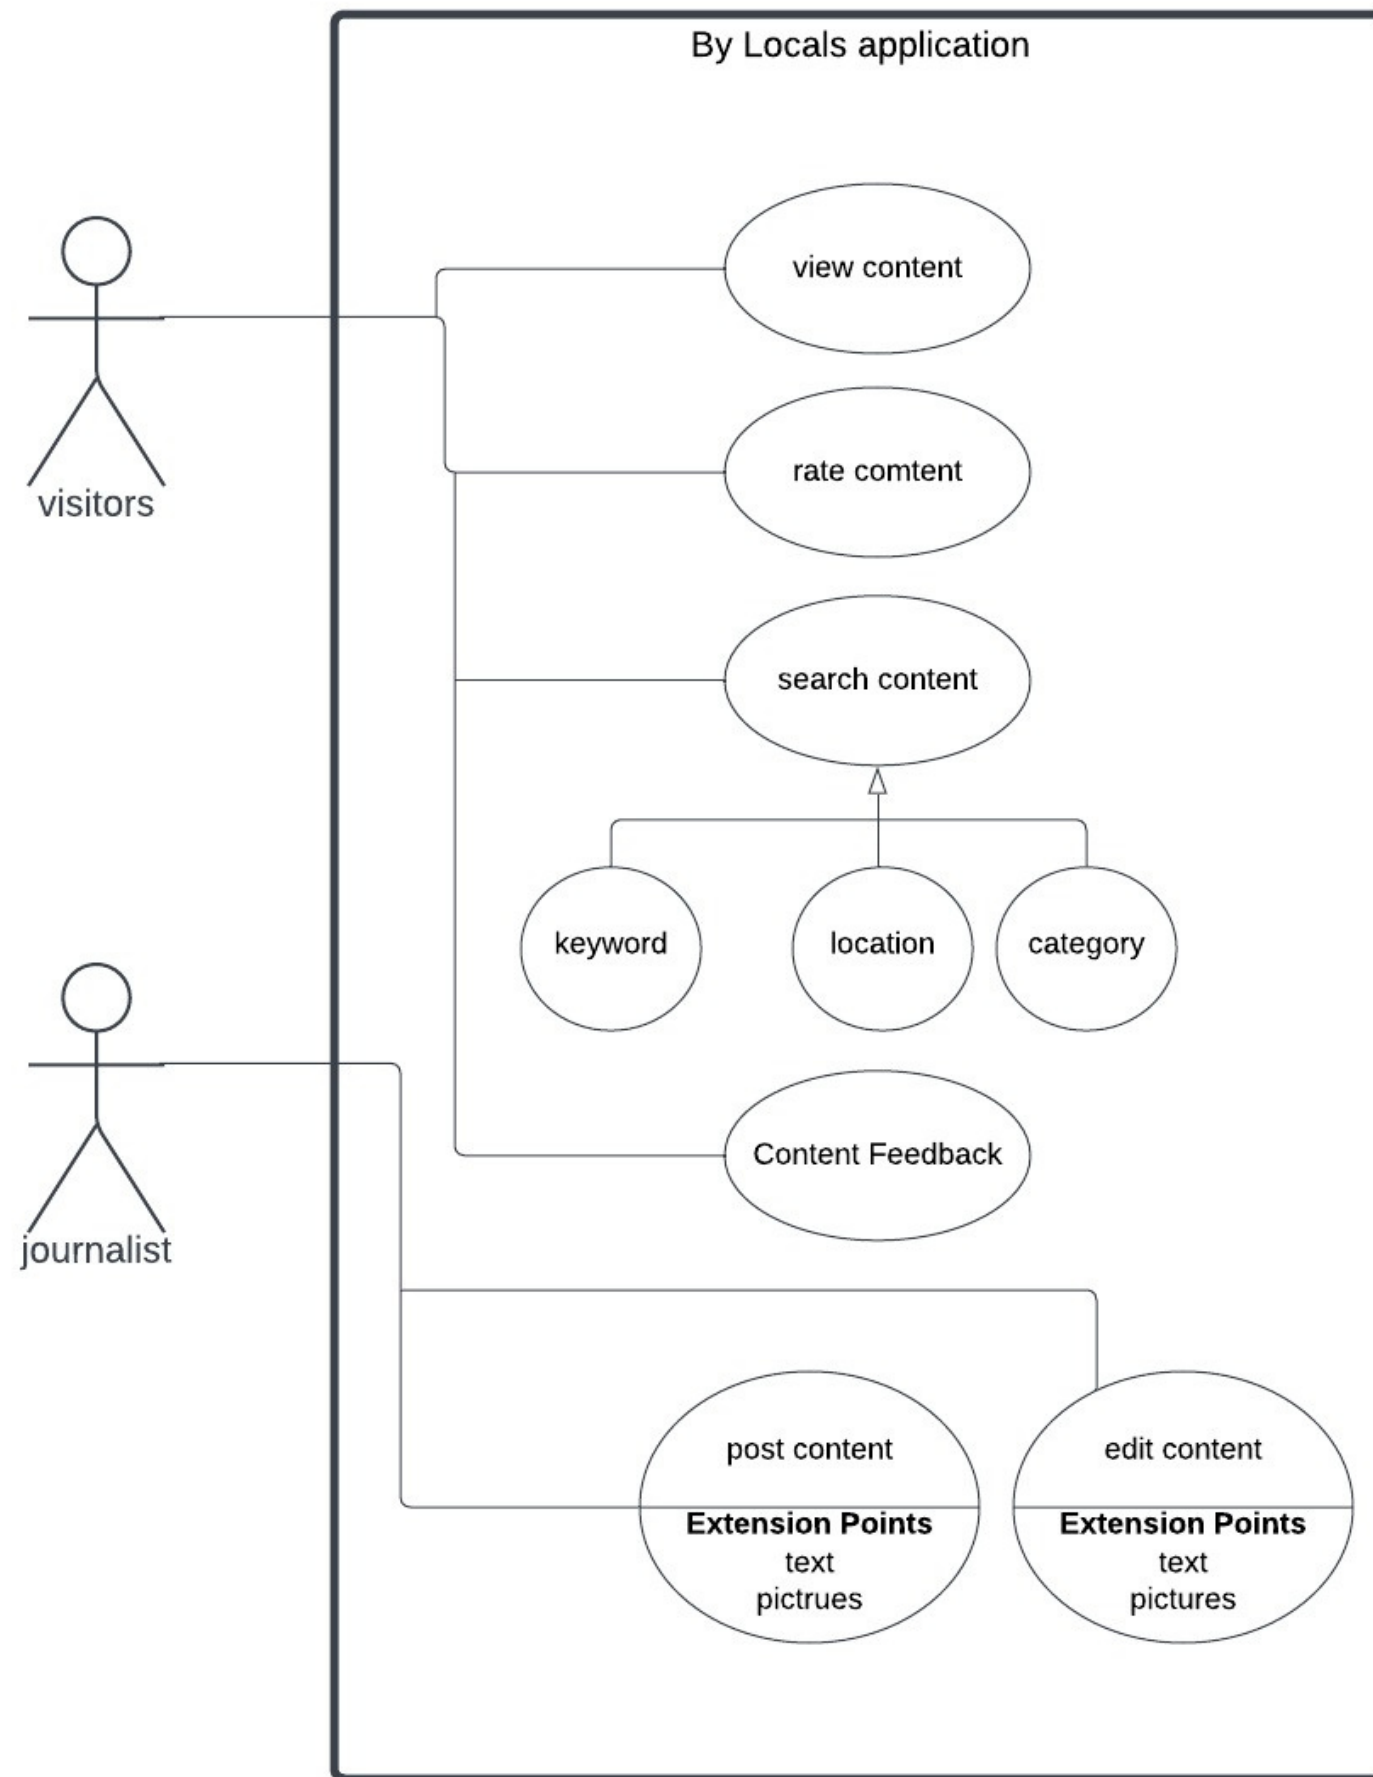 By Locals application
view content
visitors
rate comtent
search content
keyword
location
category
journalist
Content Feedback
post content
Extension Points
text
pictrues
edit content
Extension Points
text
pictures